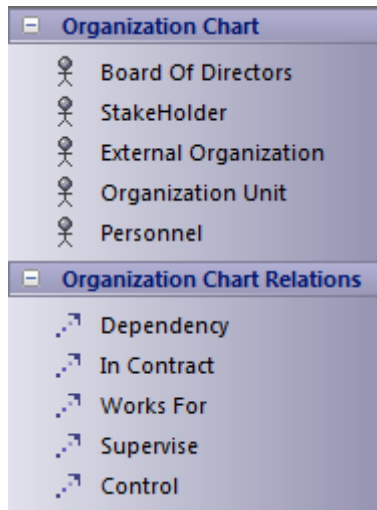 Organization Chart
Board Of Directors
StakeHolder
External Organization
Organization Unit
Personnel
Organization Chart Relations
Dependency
In Contract
Works For
Supervise
Control